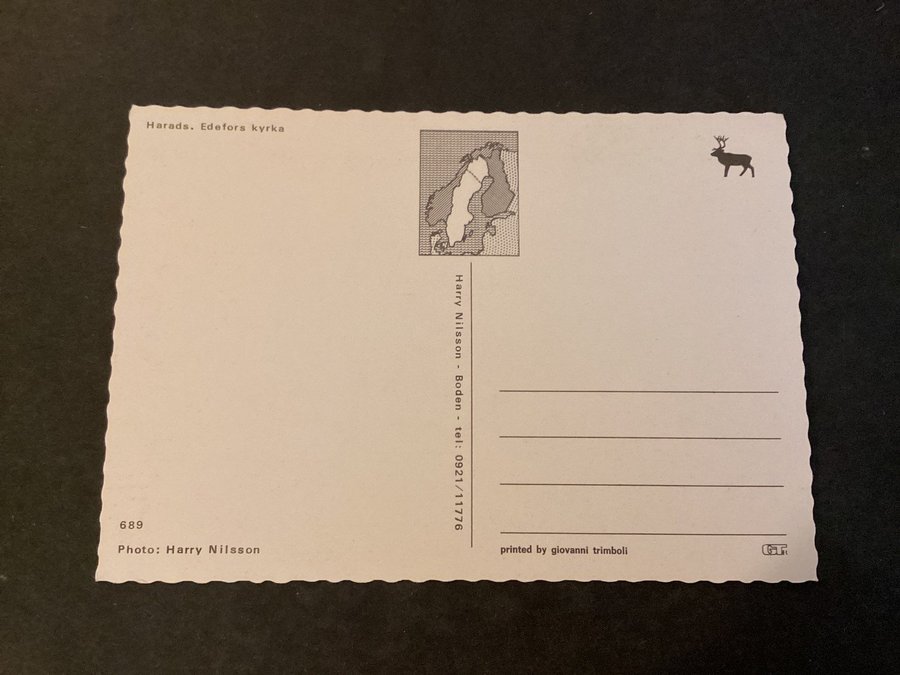 Harads. Edefors kyrka
Harry Nilsson - Boden - tel: 0921/11776
689
Photo: Harry Nilsson
printed by giovanni trimboli